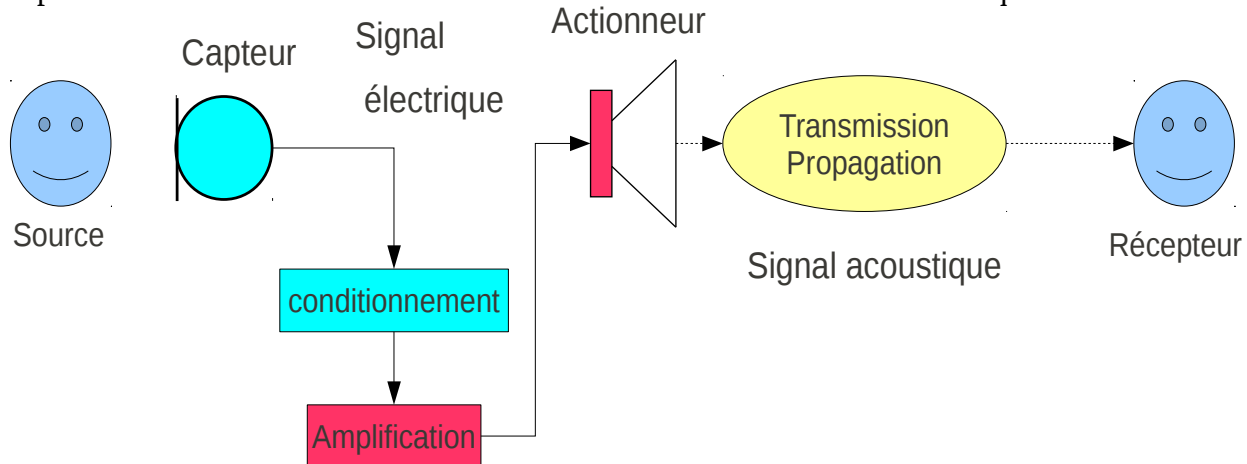 Capteur
Signal
électrique
Actionneur
Source
conditionnement
Amplification
Transmission
Propagation
Signal acoustique
Récepteur